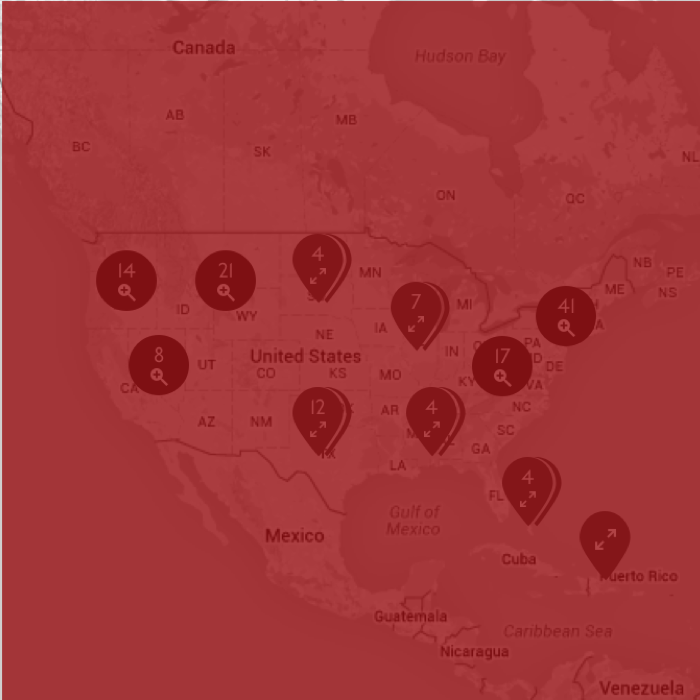 Canada
Hudson Bay
AB
MB
BC
SK
NL
ON
QC
NB
PE
ME
NS
14
21
4
MN
7
MI
41
ID
WY
IA
NE
PA
IN
17
DE
8
UT
United States
CO
KS
MO
KY
VA
CA
12
AR
4
NC
AZ
NM
SC
GA
TX
LA
4
FL
Gulf of
Mexico
Mexico
Cuba
Puerto Rico
Guatemala
Caribbean Sea
Nicaragua
Venezuela